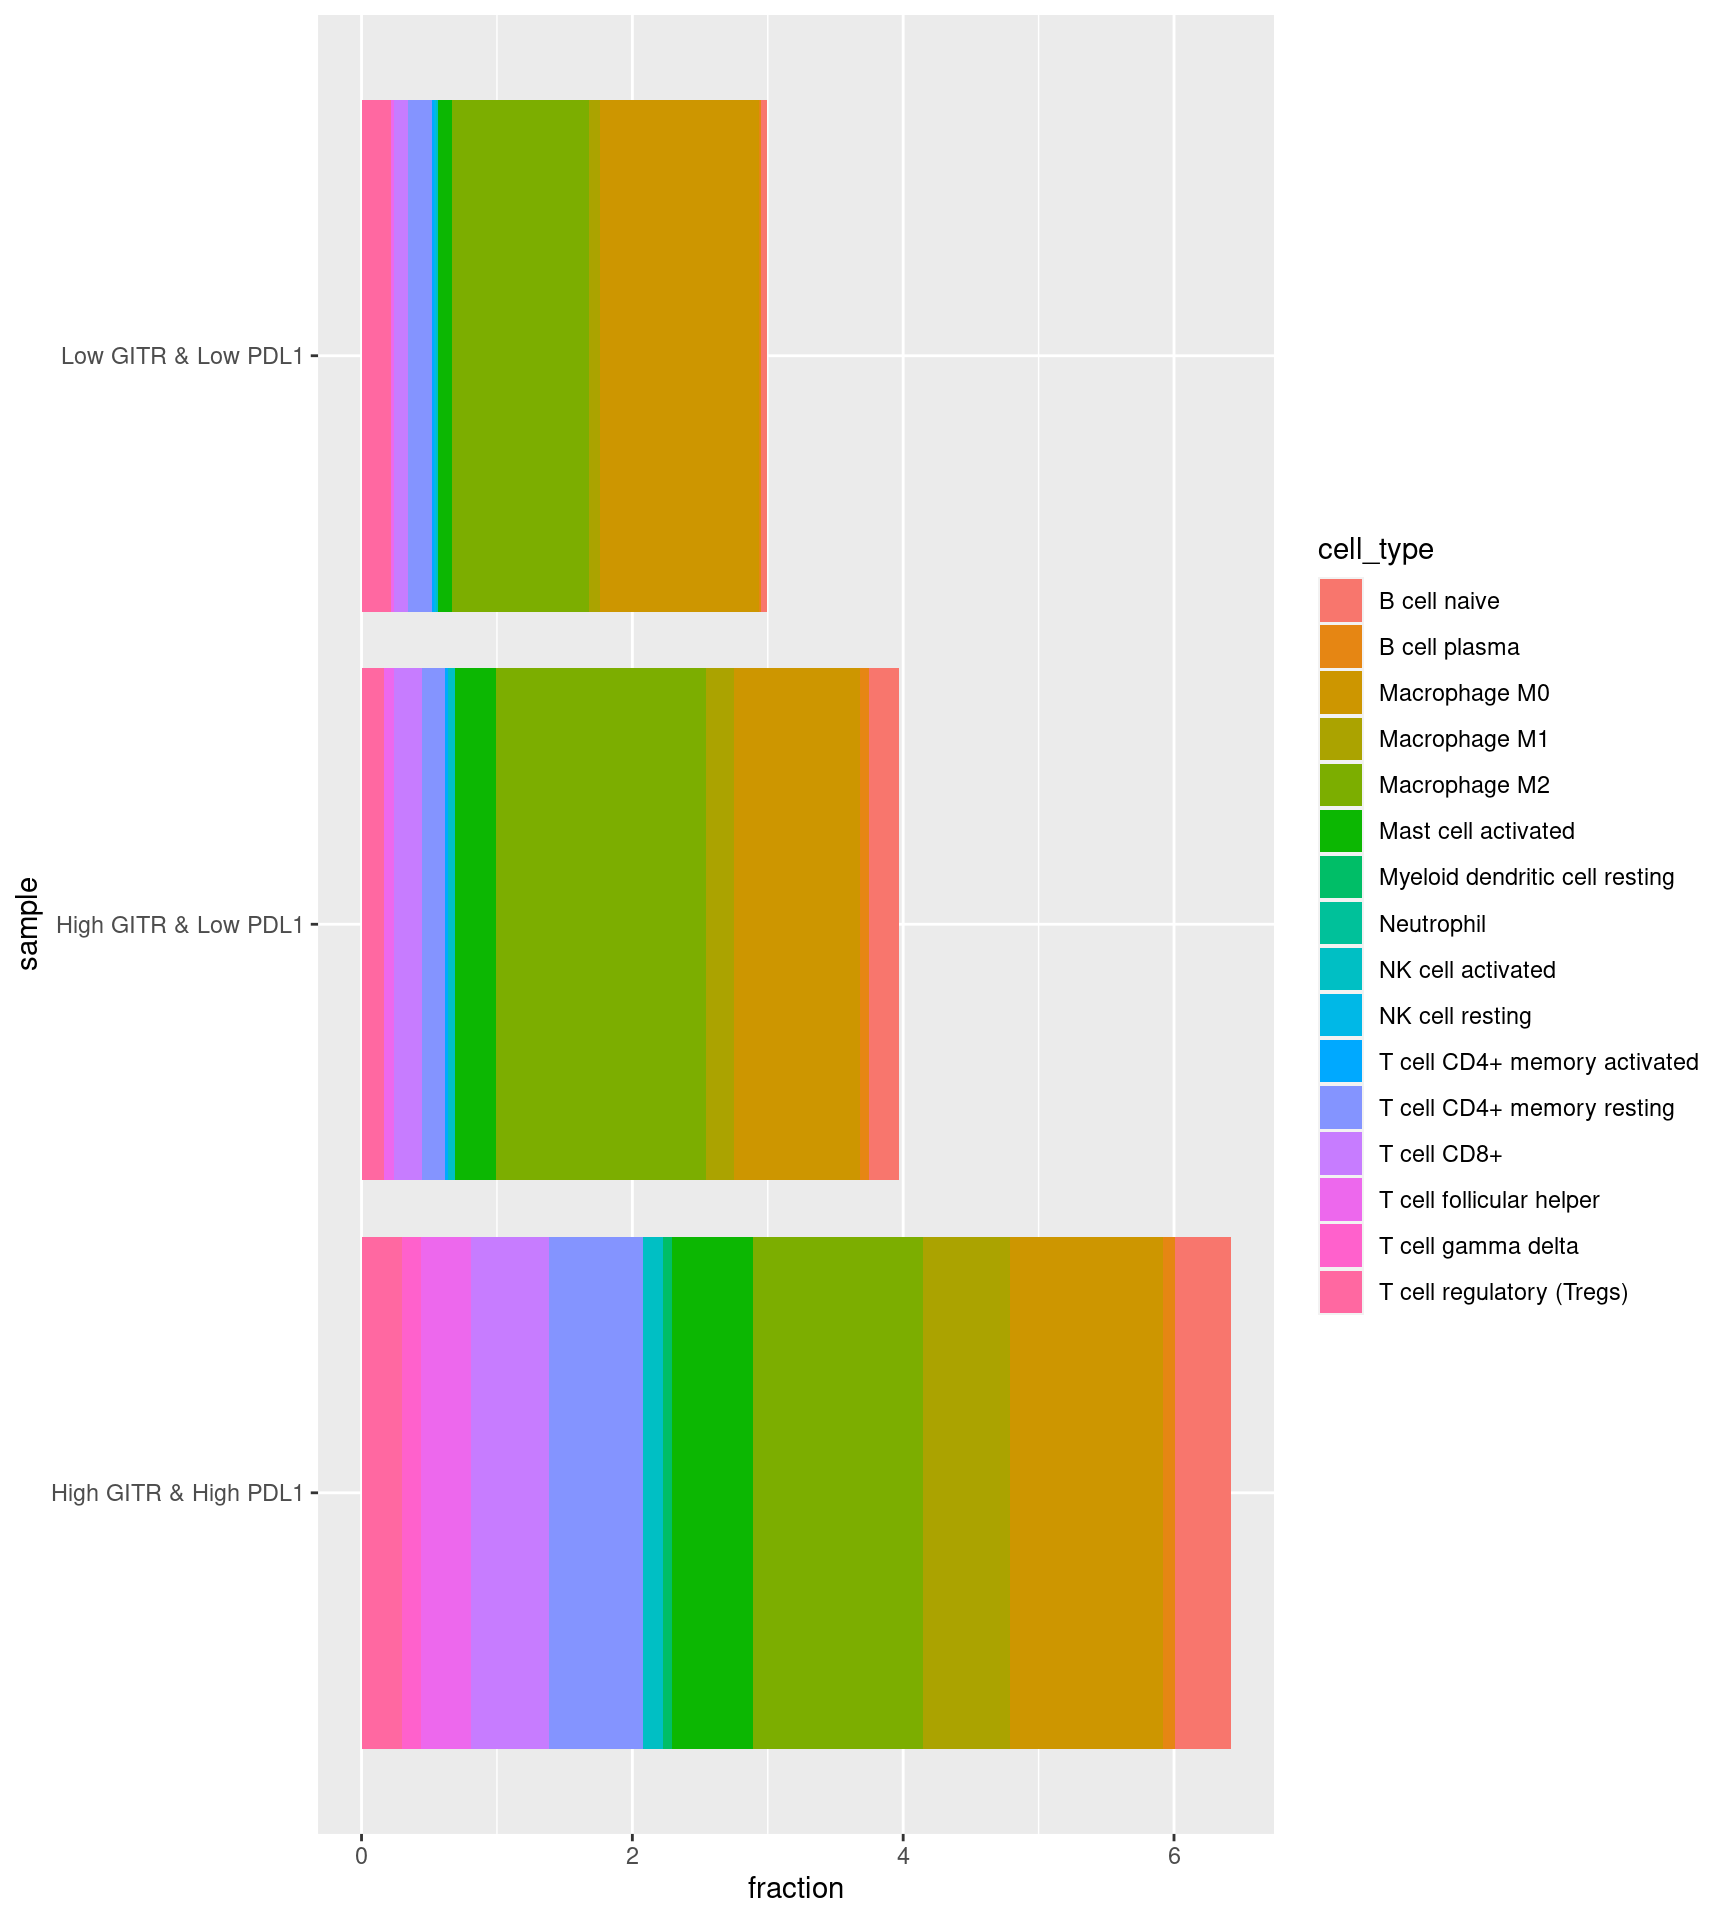 Low GITR & Low PDL1
High GITR & Low PDL1
High GITR & High PDL1
sample
0 2 4 6
fraction
cell_type
B cell naive
B cell plasma
Macrophage M0
Macrophage M1
Macrophage M2
Mast cell activated
Myeloid dendritic cell resting
Neutrophil
NK cell activated
NK cell resting
T cell CD4+ memory activated
T cell CD4+ memory resting
T cell CD8+
T cell follicular helper
T cell gamma delta
T cell regulatory (Tregs)